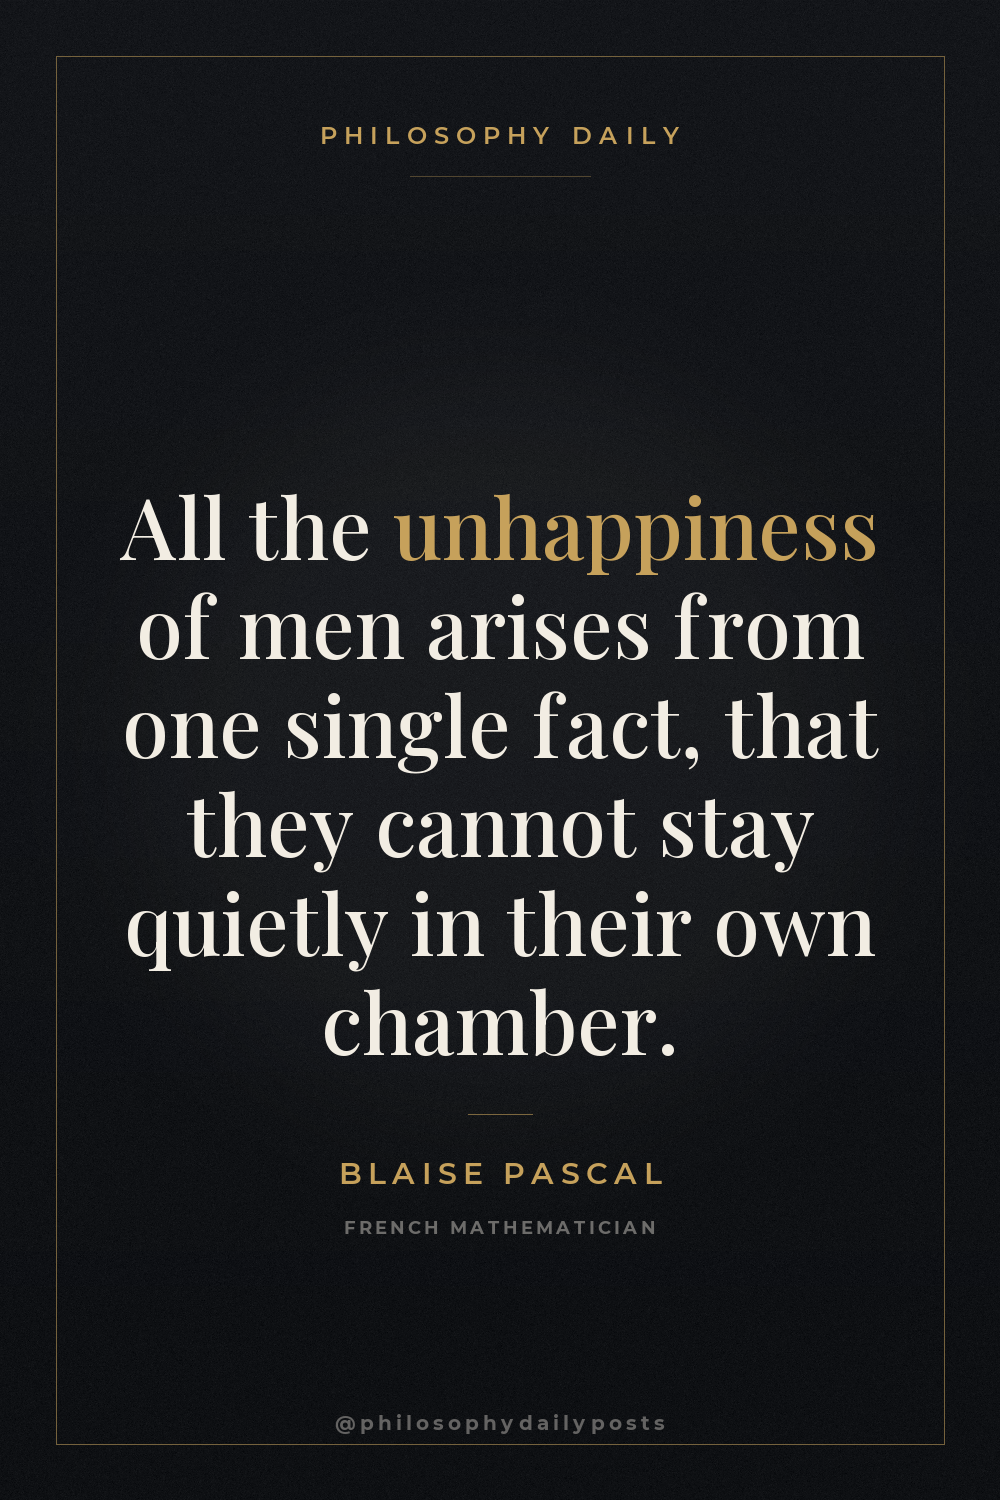 PHILOSOPHY DAILY
All the unhappiness
of men arises from
one single fact, that
they cannot stay
quietly in their own
chamber.
BLAISE PASCAL
FRENCH MATHEMATICIAN
@philosophydailyposts